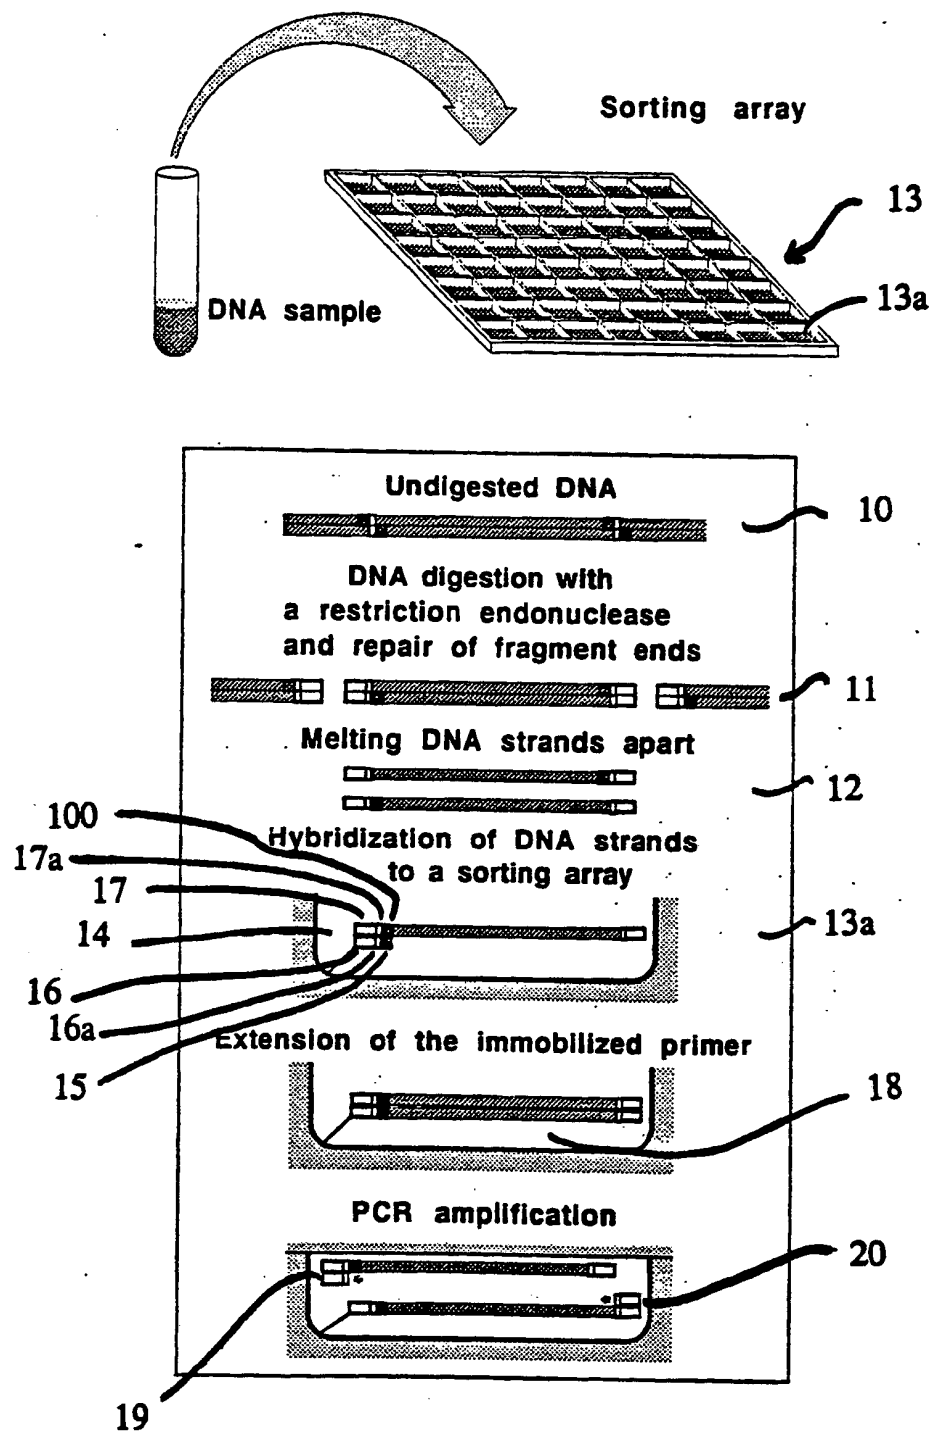 Sorting array
13
13a
DNA sample
Undigested DNA
10
DNA digestion with
a restriction endonuclease
and repair of fragment ends
11
Melting DNA strands apart
12
100
Hybridization of DNA strands
to a sorting array
17a
17
14
13a
16
16a
15
Extension of the immobilized primer
18
PCR amplification
20
19